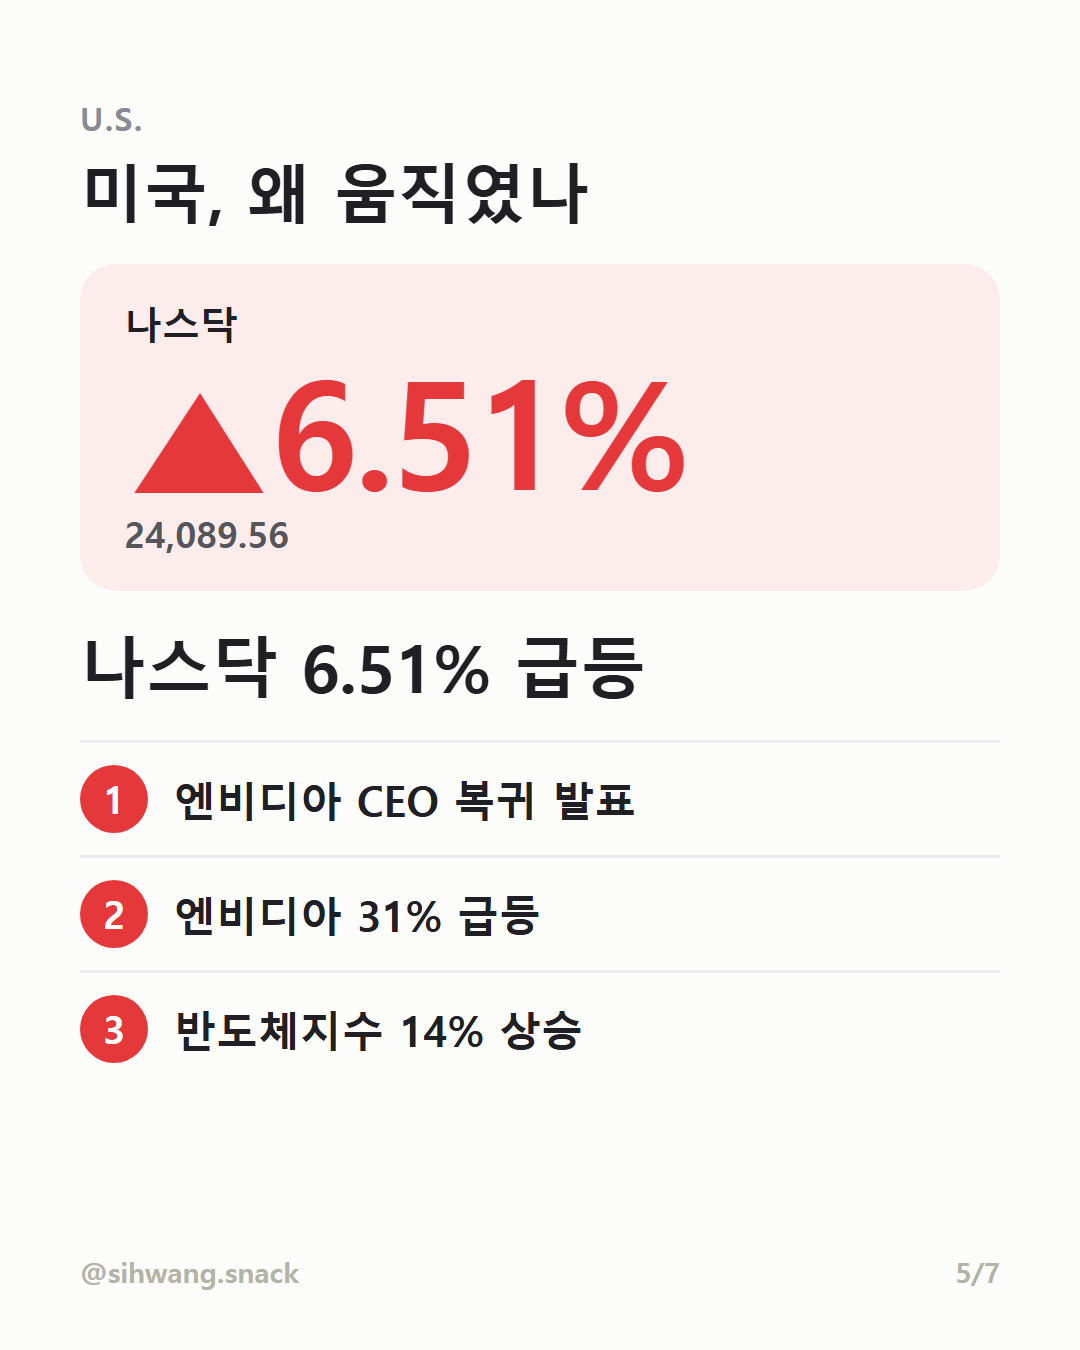 U.S.
미국, 왜 움직였나
나스닥
▲6.51%
24,089.56
나스닥 6.51% 급등
1 엔비디아 CEO 복귀 발표
2 엔비디아 31% 급등
3 반도체지수 14% 상승
@sihwang.snack
5/7